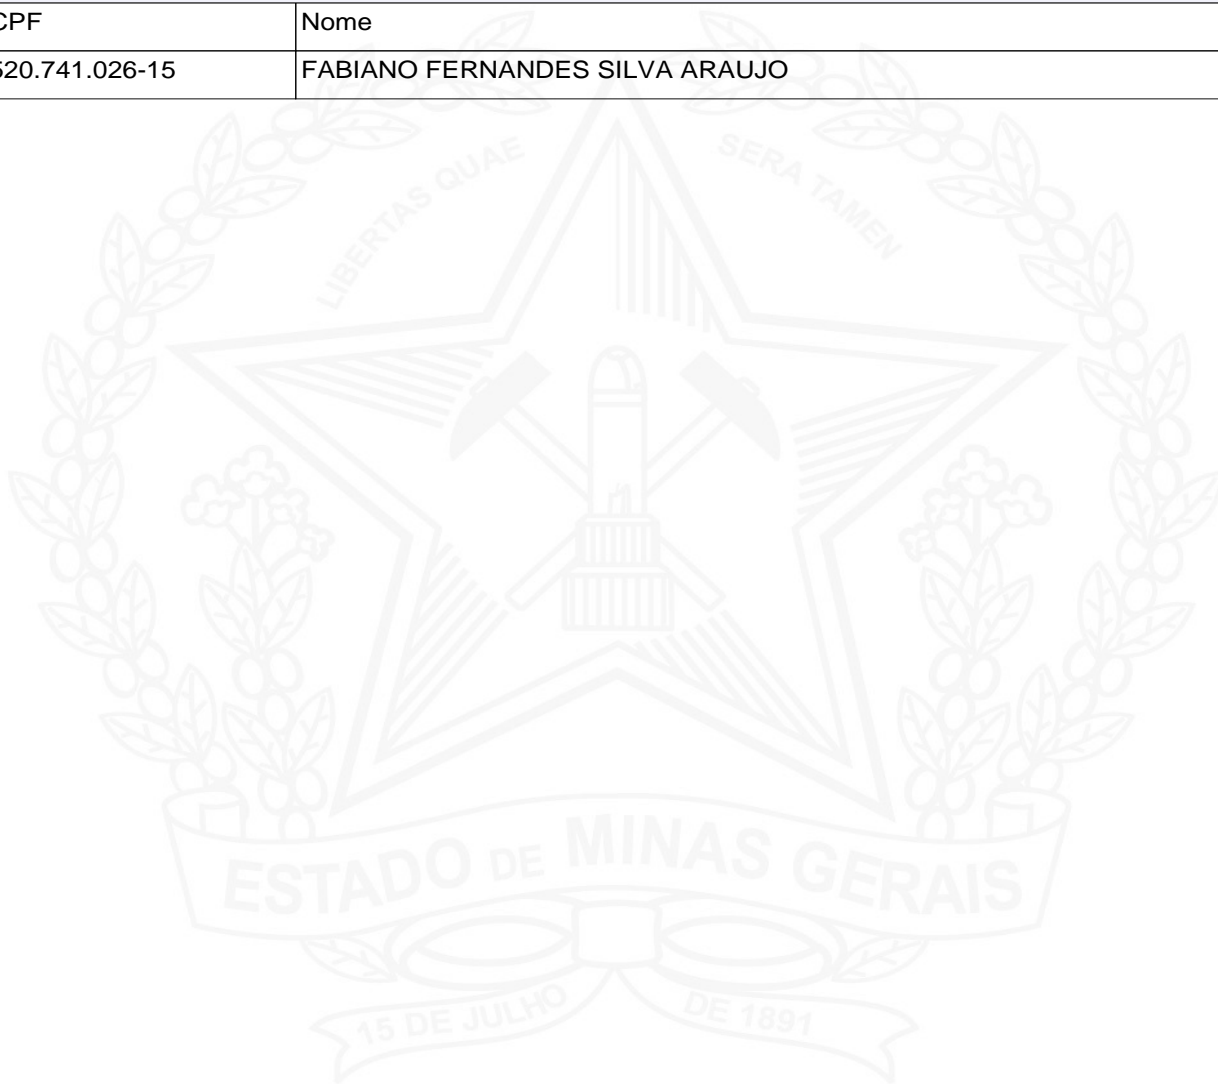 CPF Nome
520.741.026-15 FABIANO FERNANDES SILVA ARAUJO
LIBERTAS QUAE SERA TAMEN
ESTADO DE MINAS GERAIS
15 DE JULHO DE 1891